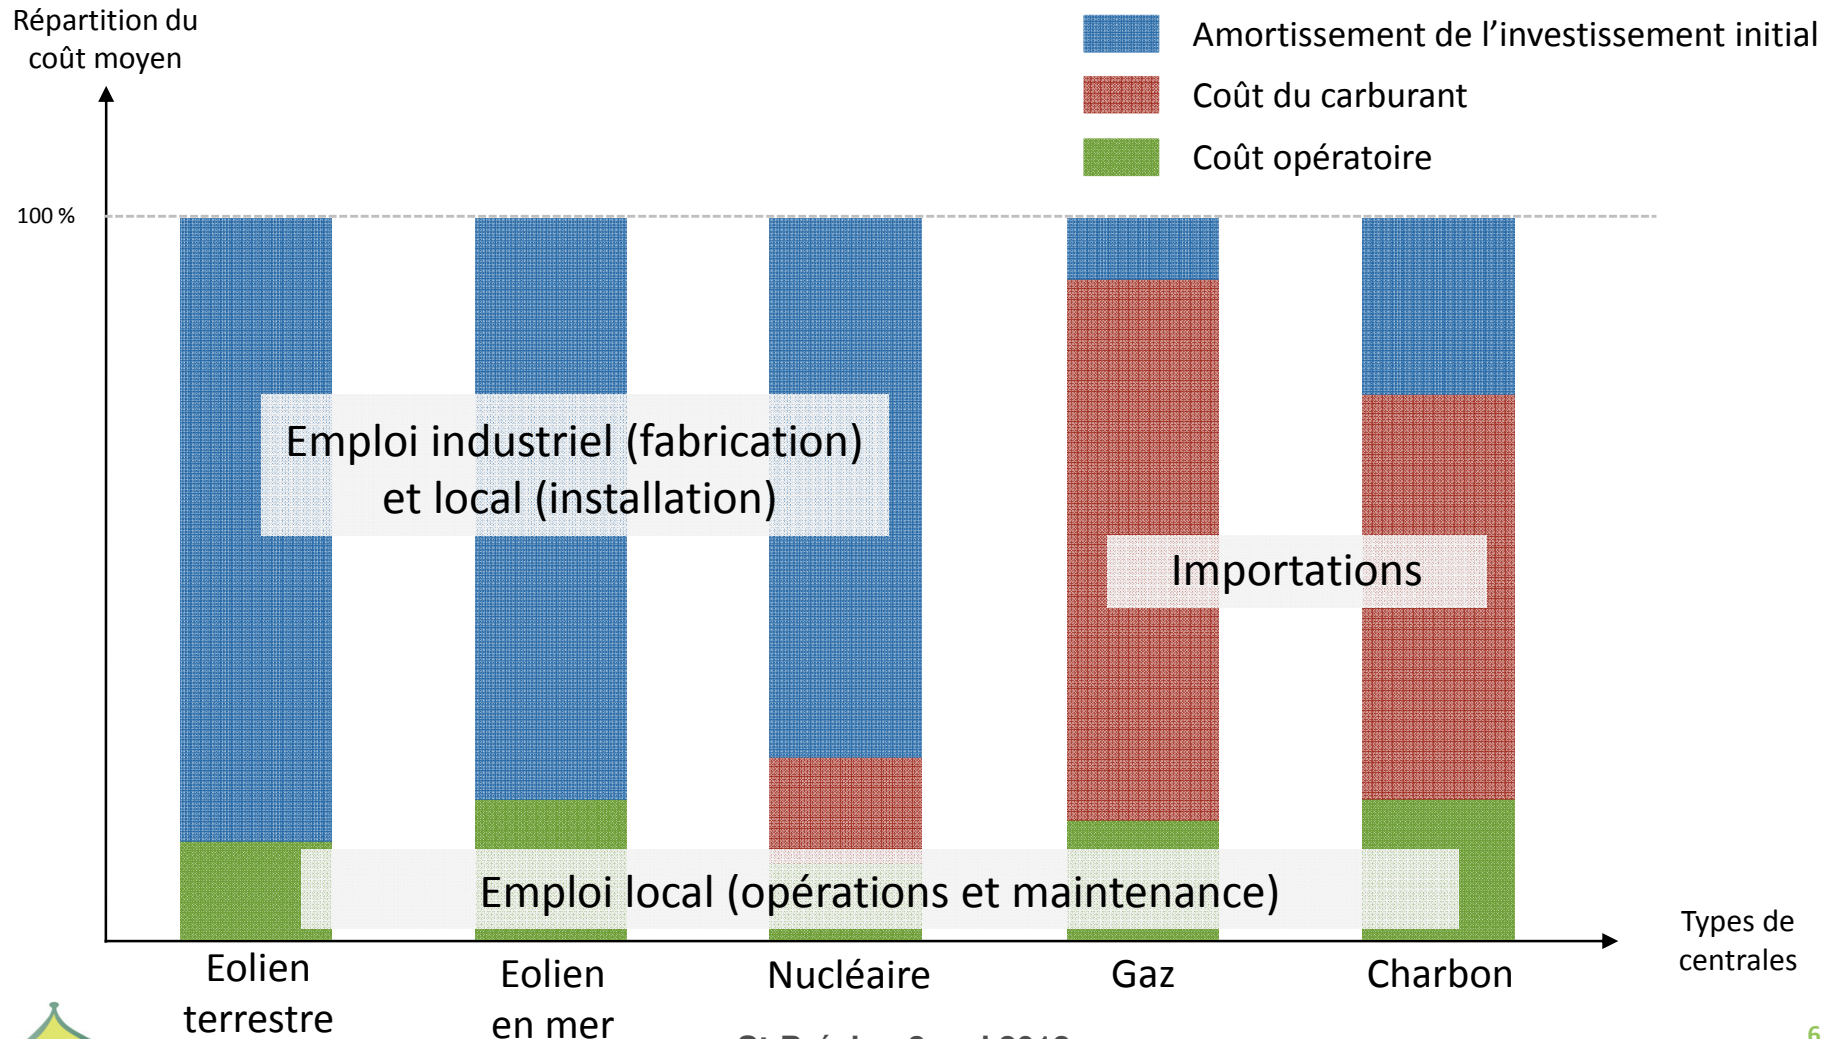 Répartition du
coût moyen
Amortissement de l’investissement initial
Coût du carburant
Coût opératoire
100 %
Emploi industriel (fabrication)
et local (installation)
Importations
Emploi local (opérations et maintenance)
Types de
centrales
Eolien
terrestre
Eolien
en mer
Nucléaire
Gaz
Charbon
6